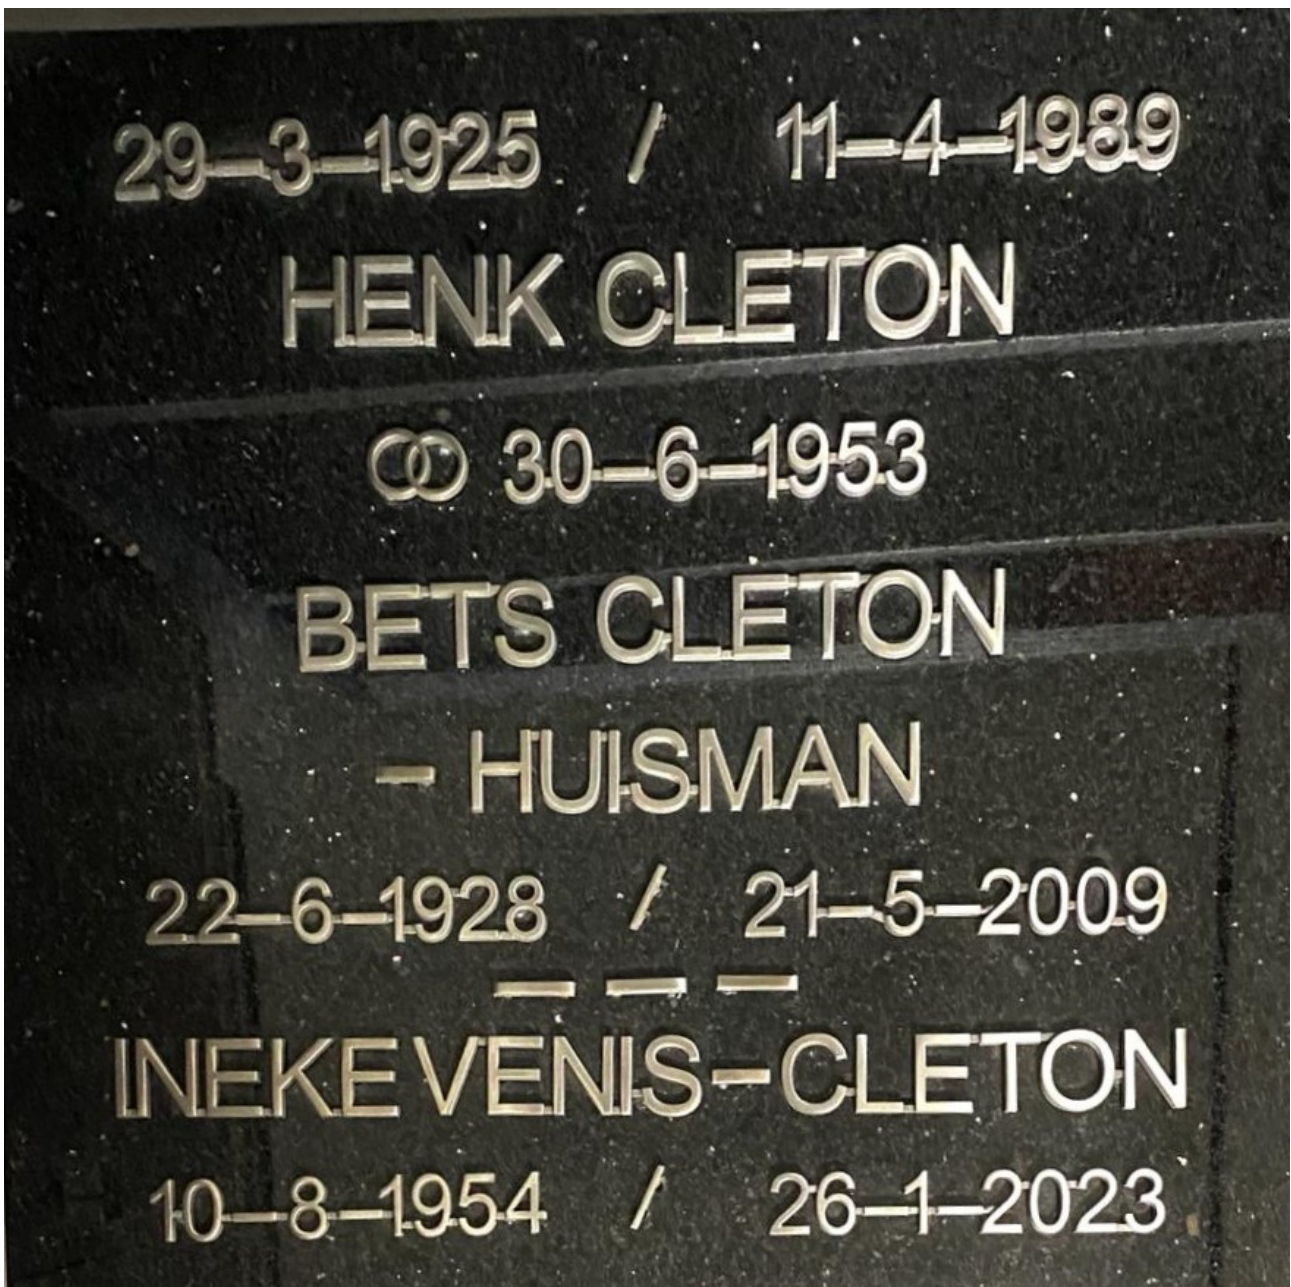 29-3-1925 / 11-4-1989
HENK CLETON
⚭ 30-6-1953
BETS CLETON
- HUISMAN
22-6-1928 / 21-5-2009
- - -
INEKE VENIS-CLETON
10-8-1954 / 26-1-2023